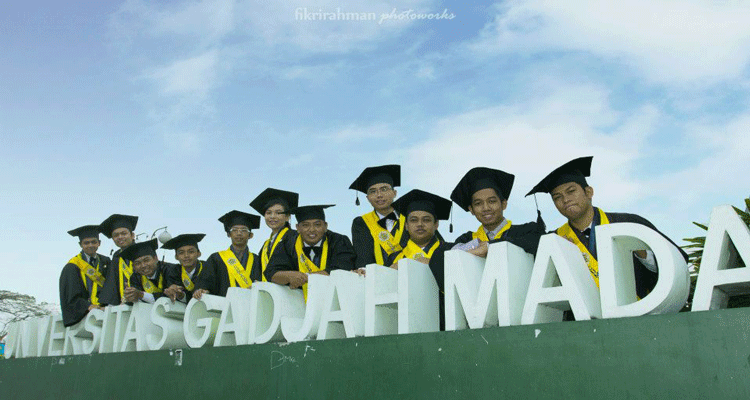 fikrirahman photoworks
UNIVERSITAS GADJAH MADA